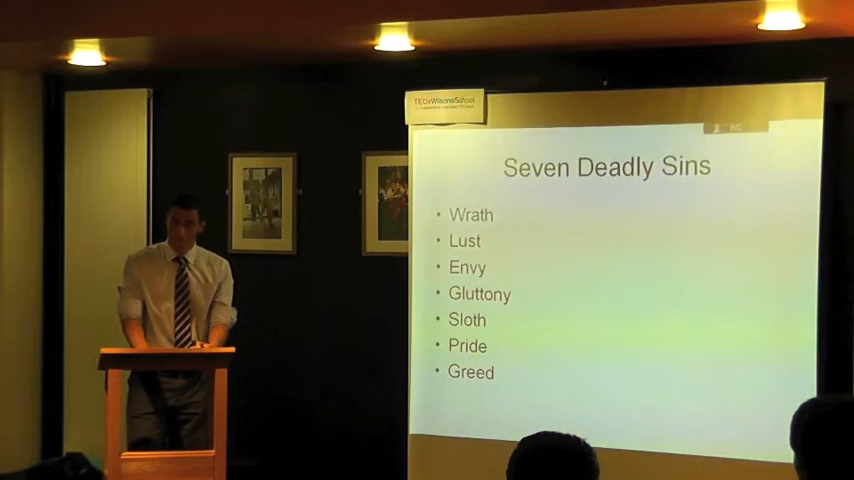 TEDxWilsonsSchool
Seven Deadly Sins
• Wrath
• Lust
• Envy
• Gluttony
• Sloth
• Pride
• Greed